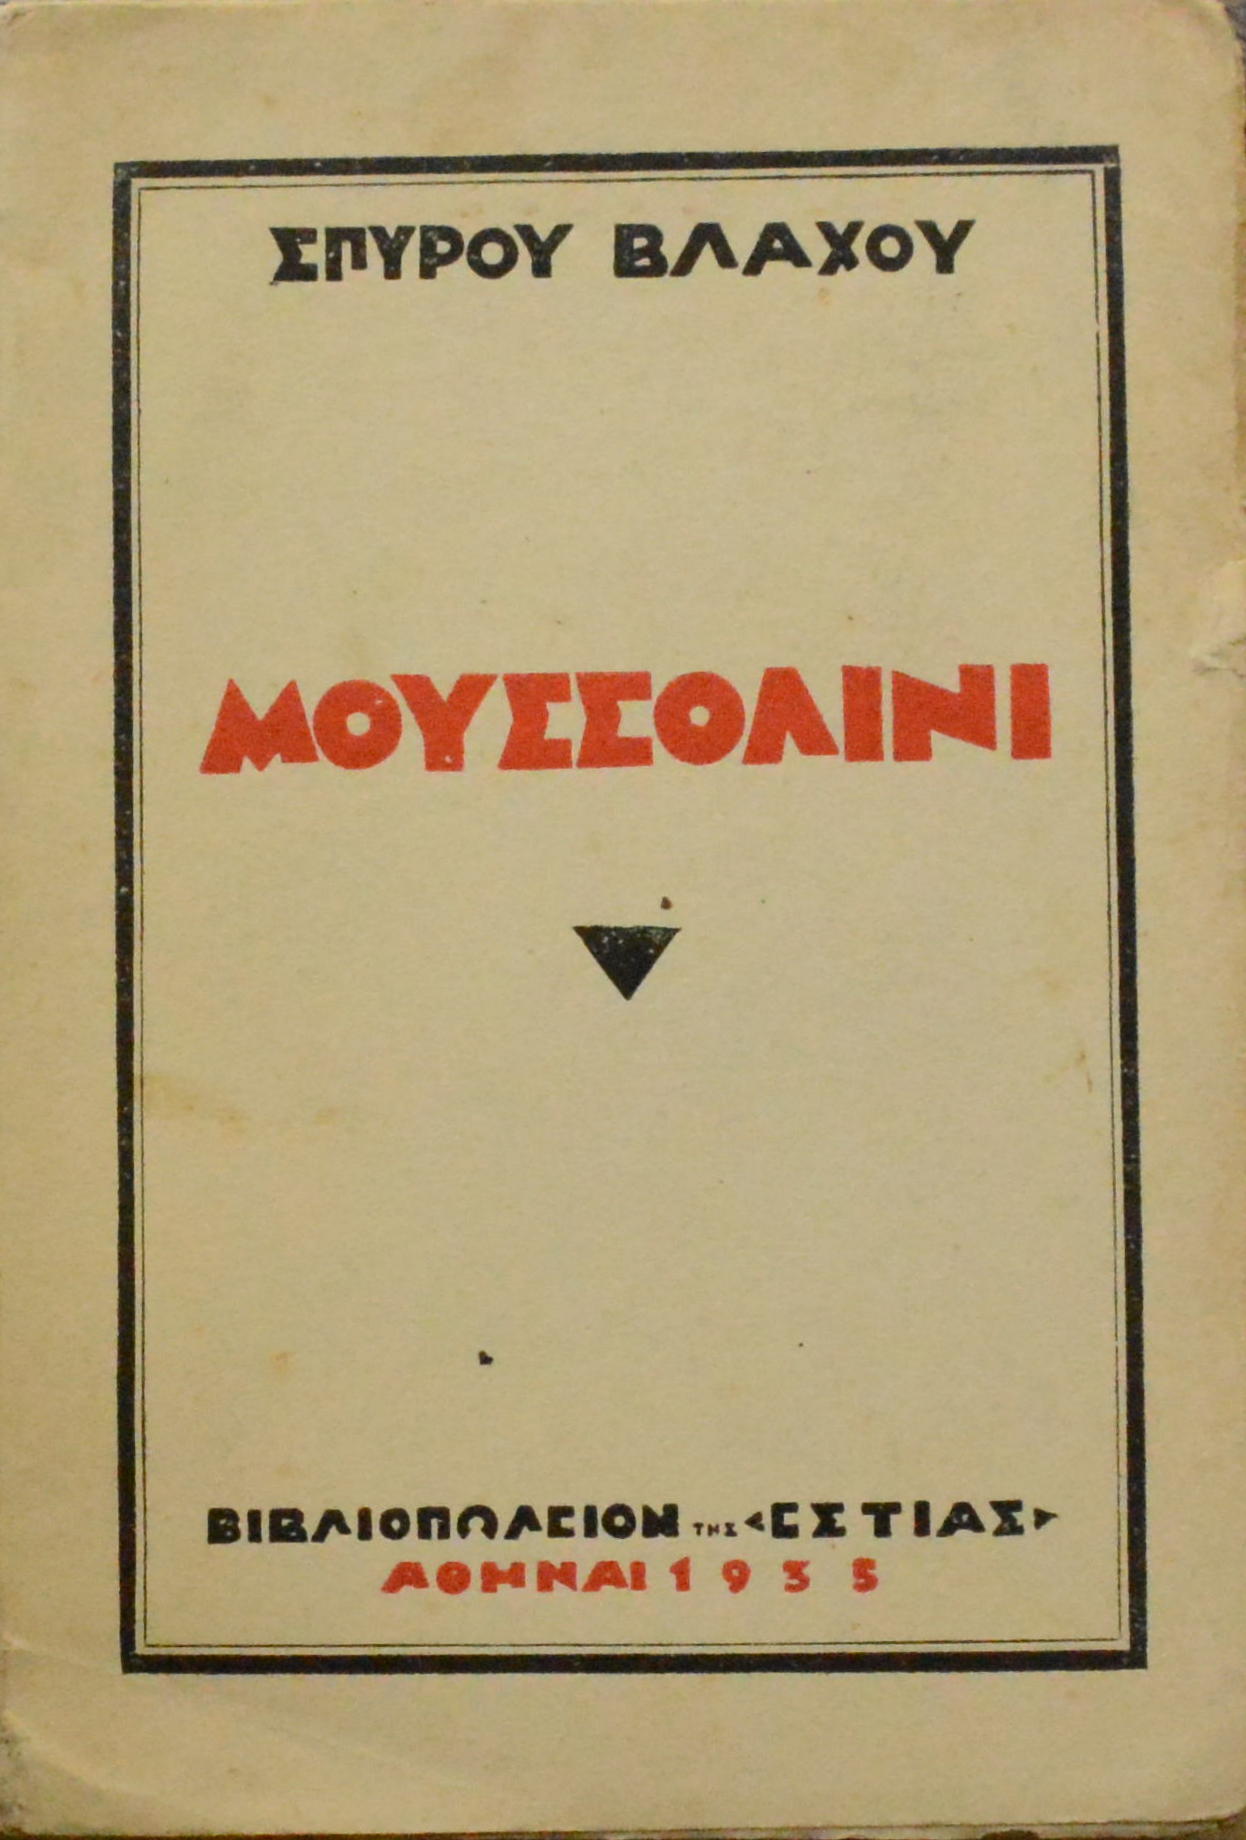 ΣΠΥΡΟΥ ΒΛΑΧΟΥ
ΜΟΥΣΣΟΛΙΝΙ
ΒΙΒΛΙΟΠΩΛΕΙΟΝ ΤΗΣ «ΕΣΤΙΑΣ»
ΑΘΗΝΑΙ 1935